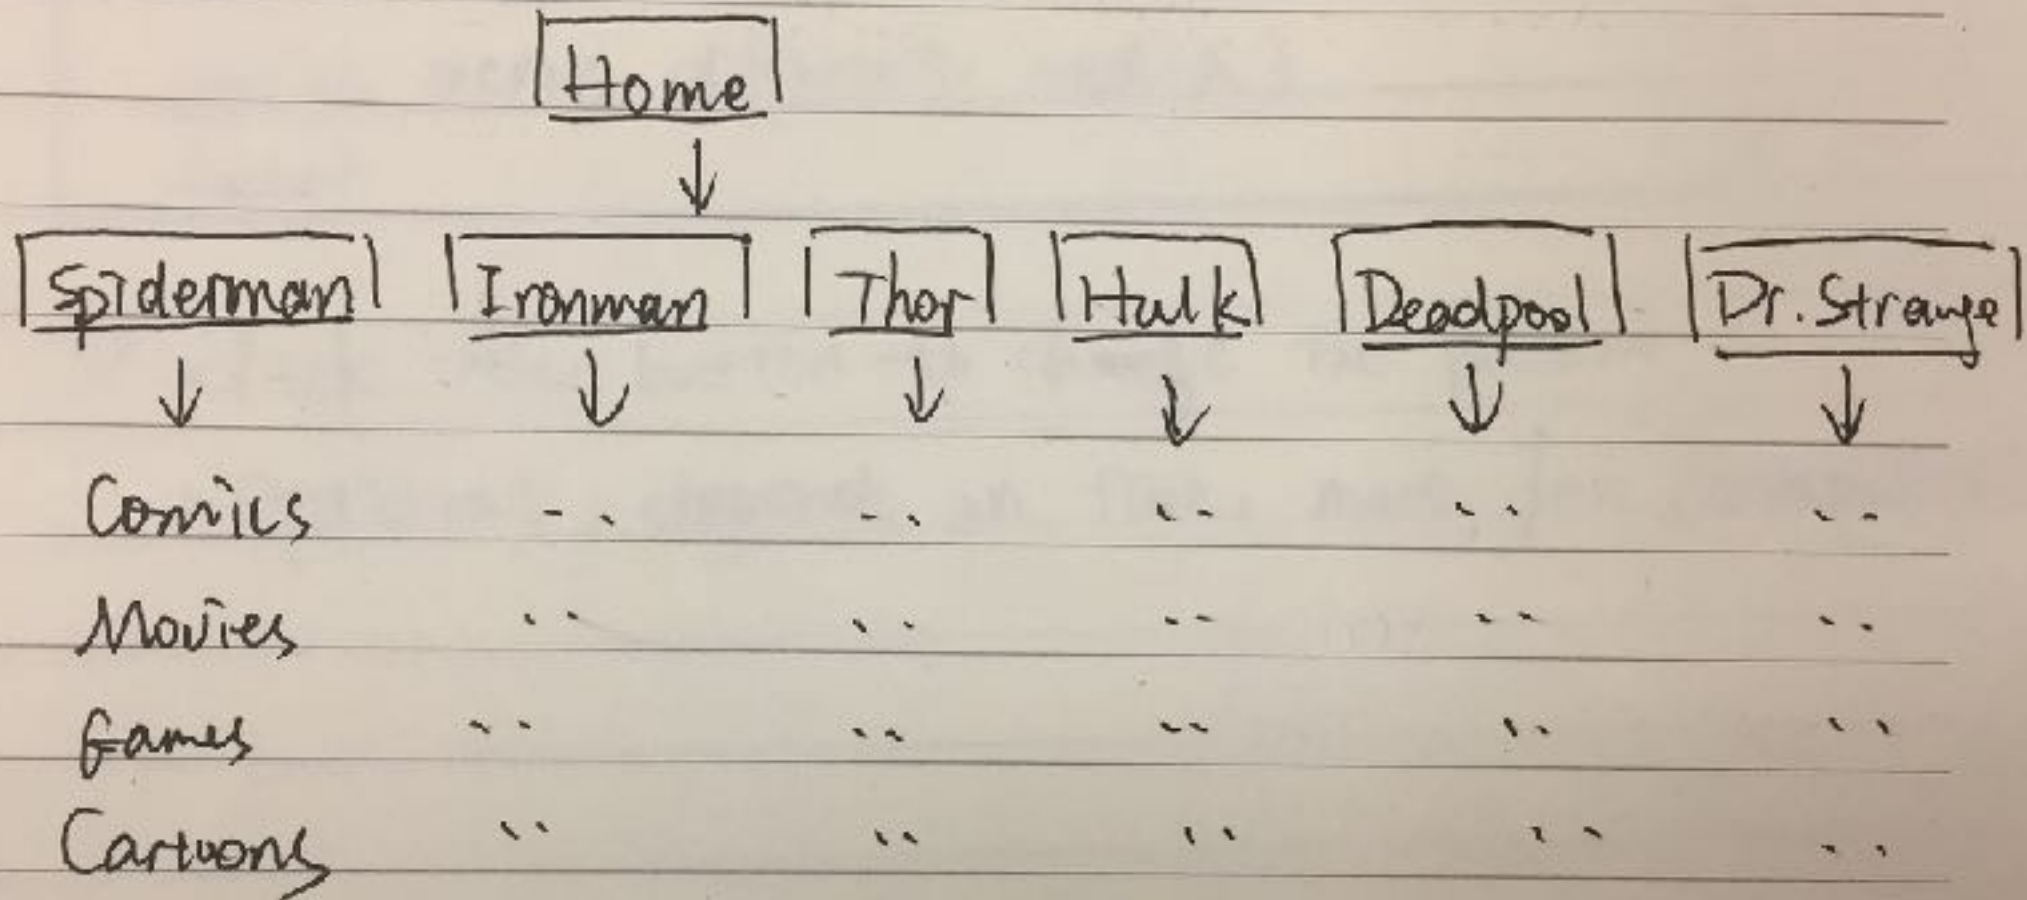 Home
Spiderman Ironman Thor Hulk Deadpool Dr. Strange
Comics -- -- -- -- --
Movies -- -- -- -- --
Games -- -- -- -- --
Cartoons -- -- -- -- --